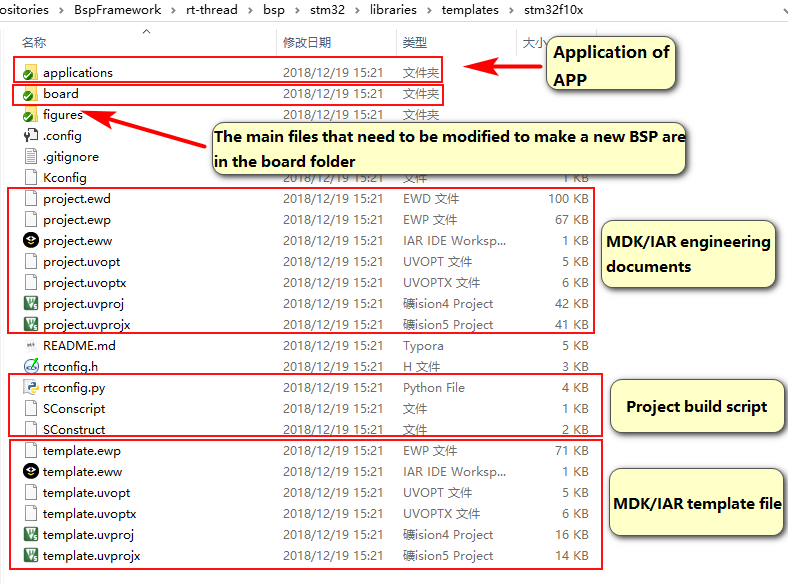 ositories > BspFramework > rt-thread > bsp > stm32 > libraries > templates > stm32f10x
名称 修改日期 类型 大小
applications 2018/12/19 15:21 文件夹
Application of
APP
board 2018/12/19 15:21 文件夹
figures 2018/12/19 15:21 文件夹
.config
The main files that need to be modified to make a new BSP are
in the board folder
.gitignore
Kconfig 2018/12/19 15:21 文件 1 KB
project.ewd 2018/12/19 15:21 EWD 文件 100 KB
project.ewp 2018/12/19 15:21 EWP 文件 67 KB
project.eww 2018/12/19 15:21 IAR IDE Worksp... 1 KB
MDK/IAR engineering
documents
project.uvopt 2018/12/19 15:21 UVOPT 文件 5 KB
project.uvoptx 2018/12/19 15:21 UVOPTX 文件 6 KB
project.uvproj 2018/12/19 15:21 礦ision4 Project 42 KB
project.uvprojx 2018/12/19 15:21 礦ision5 Project 41 KB
README.md 2018/12/19 15:21 Typora 5 KB
rtconfig.h 2018/12/19 15:21 H 文件 3 KB
rtconfig.py 2018/12/19 15:21 Python File 4 KB
SConscript 2018/12/19 15:21 文件 1 KB
Project build script
SConstruct 2018/12/19 15:21 文件 2 KB
template.ewp 2018/12/19 15:21 EWP 文件 71 KB
template.eww 2018/12/19 15:21 IAR IDE Worksp... 1 KB
template.uvopt 2018/12/19 15:21 UVOPT 文件 5 KB
MDK/IAR template file
template.uvoptx 2018/12/19 15:21 UVOPTX 文件 6 KB
template.uvproj 2018/12/19 15:21 礦ision4 Project 16 KB
template.uvprojx 2018/12/19 15:21 礦ision5 Project 14 KB